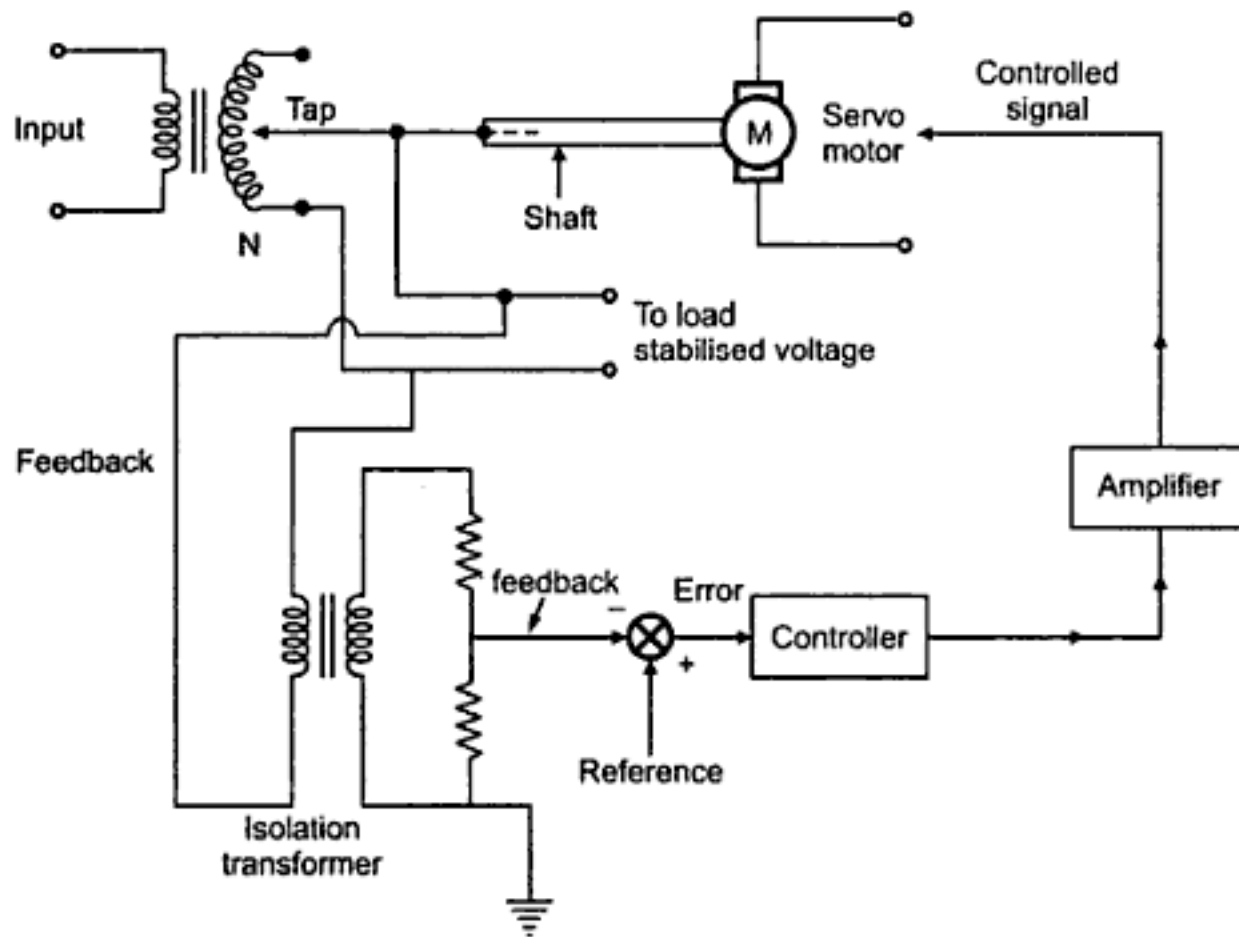 Input
Tap
N
Shaft
M
Servo
motor
Controlled
signal
To load
stabilised voltage
Feedback
Amplifier
feedback
−
Error
+
Controller
Reference
Isolation
transformer